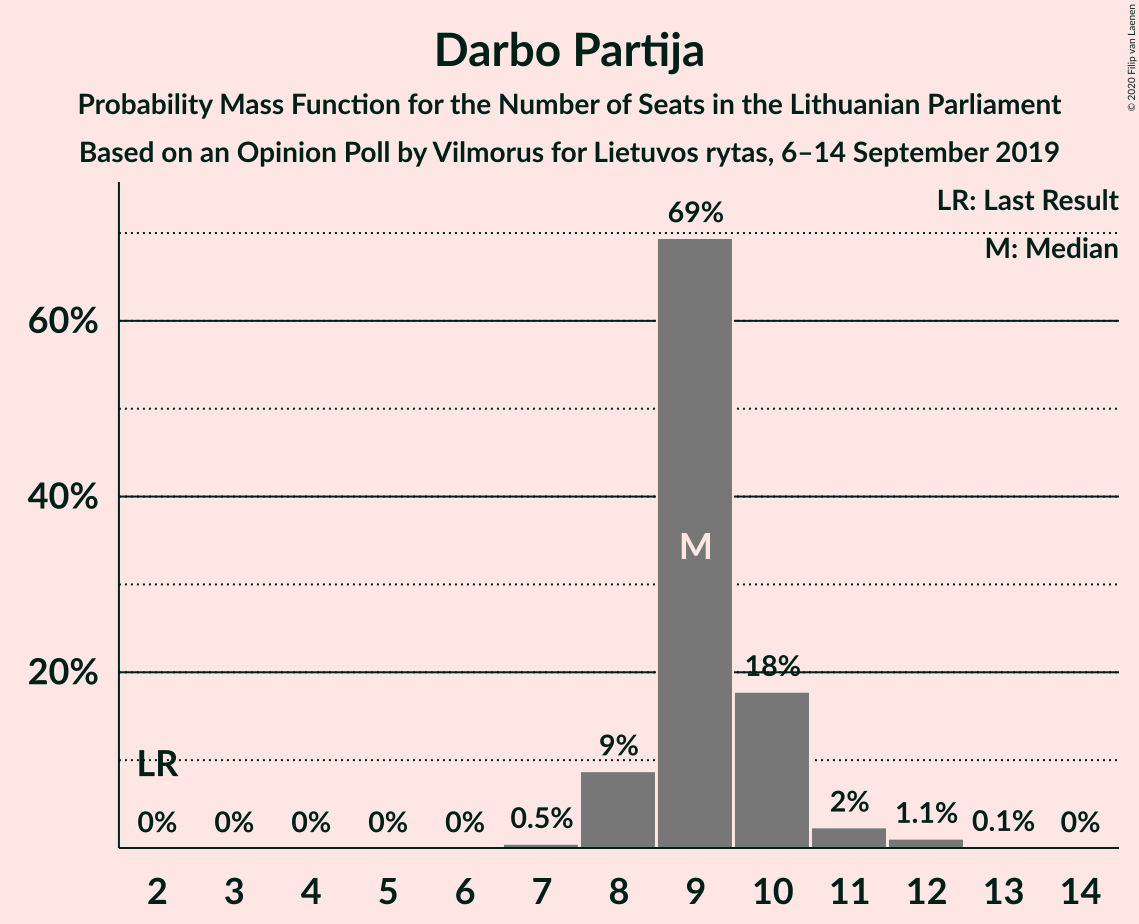 © 2020 Filip van Laenen
Darbo Partija
Probability Mass Function for the Number of Seats in the Lithuanian Parliament
Based on an Opinion Poll by Vilmorus for Lietuvos rytas, 6–14 September 2019
LR: Last Result
M: Median
69%
60%
40%
M
20%
18%
9%
LR
0% 0% 0% 0% 0% 0.5% 2% 1.1% 0.1% 0%
2 3 4 5 6 7 8 9 10 11 12 13 14